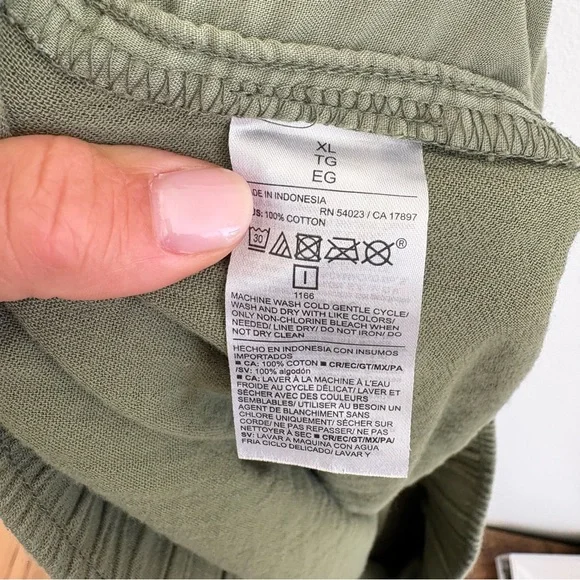 XL
TG
EG
DE IN INDONESIA
RN 54023 / CA 17897
US: 100% COTTON
30
®
I
1166
MACHINE WASH COLD GENTLE CYCLE/
WASH AND DRY WITH LIKE COLORS/
ONLY NON-CHLORINE BLEACH WHEN
NEEDED/ LINE DRY/ DO NOT IRON/ DO
NOT DRY CLEAN
HECHO EN INDONESIA CON INSUMOS
IMPORTADOS
■ CA: 100% COTON ■ CR/EC/GT/MX/PA
/SV: 100% algodón
■ CA: LAVER À LA MACHINE À L'EAU
FROIDE AU CYCLE DÉLICAT/ LAVER ET
SÉCHER AVEC DES COULEURS
SEMBLABLES/ UTILISER AU BESOIN UN
AGENT DE BLANCHIMENT SANS
CHLORE UNIQUEMENT/ SÉCHER SUR
CORDE/ NE PAS REPASSER/ NE PAS
NETTOYER À SEC ■ CR/EC/GT/MX/PA/
SV: LAVAR A MAQUINA CON AGUA
FRIA CICLO DELICADO/ LAVAR Y